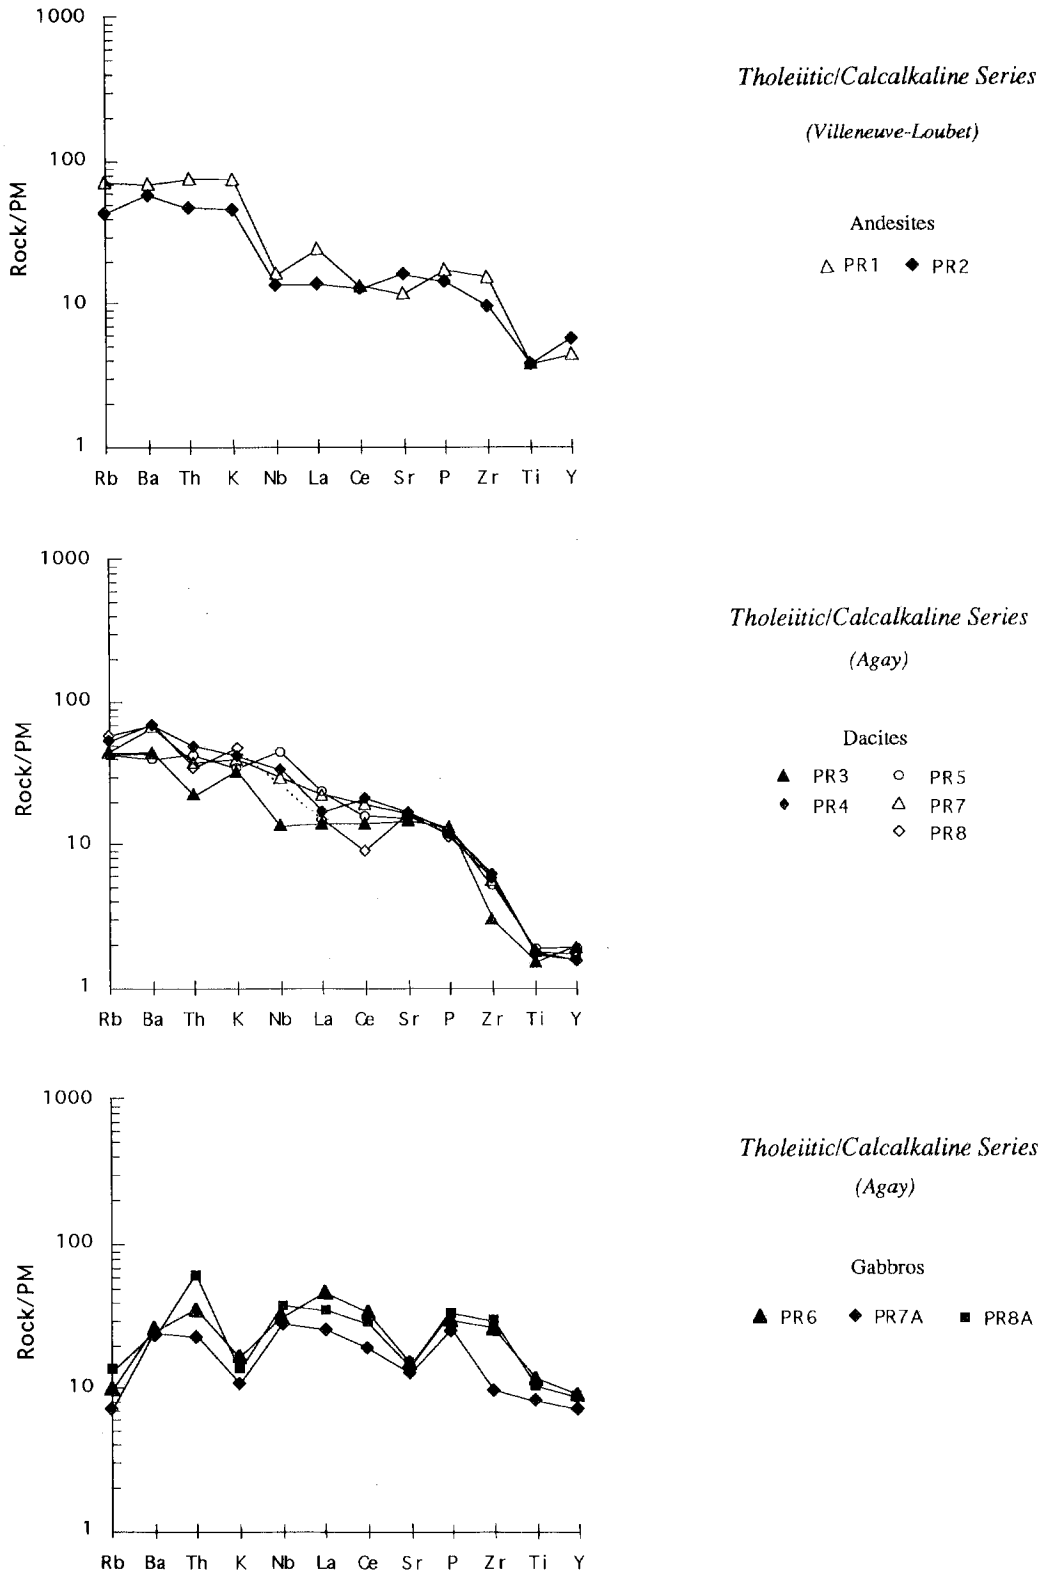 1000
100
10
1
Rock/PM
Rb Ba Th K Nb La Ce Sr P Zr Ti Y
Tholeiitic/Calcalkaline Series
(Villeneuve-Loubet)
Andesites
PR1 PR2
1000
100
10
1
Rock/PM
Rb Ba Th K Nb La Ce Sr P Zr Ti Y
Tholeiitic/Calcalkaline Series
(Agay)
Dacites
PR3 PR5
PR4 PR7
PR8
1000
100
10
1
Rock/PM
Rb Ba Th K Nb La Ce Sr P Zr Ti Y
Tholeiitic/Calcalkaline Series
(Agay)
Gabbros
PR6 PR7A PR8A